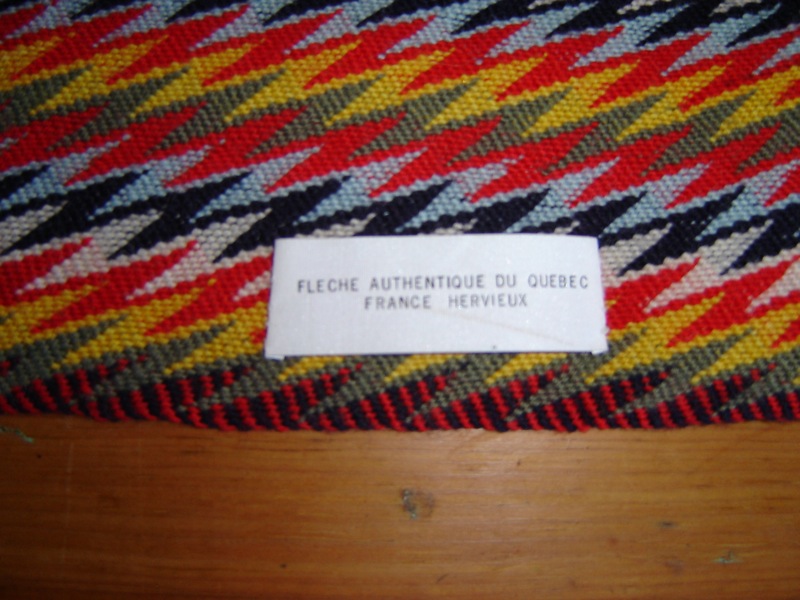 FLECHE AUTHENTIQUE DU QUEBEC
FRANCE HERVIEUX